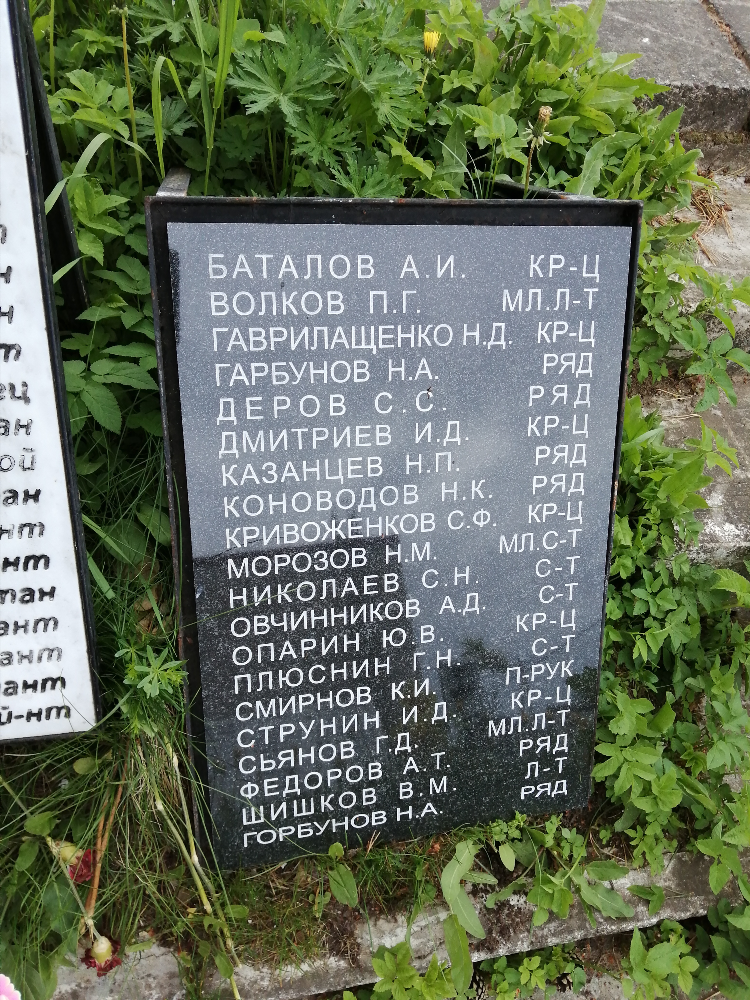 БАТАЛОВ А.И. КР-Ц
ВОЛКОВ П.Г. МЛ.Л-Т
ГАВРИЛАЩЕНКО Н.Д. КР-Ц
ГАРБУНОВ Н.А. РЯД
ДЕРОВ С.С. РЯД
ДМИТРИЕВ И.Д. КР-Ц
КАЗАНЦЕВ Н.П. РЯД
КОНОВОДОВ Н.К. РЯД
КРИВОЖЕНКОВ С.Ф. КР-Ц
МОРОЗОВ Н.М. МЛ.С-Т
НИКОЛАЕВ С.Н. С-Т
ОВЧИННИКОВ А.Д. С-Т
ОПАРИН Ю.В. КР-Ц
ПЛЮСНИН Г.Н. С-Т
СМИРНОВ К.И. П-РУК
СТРУНИН И.Д. КР-Ц
СЬЯНОВ Г.Д. МЛ.Л-Т
ФЕДОРОВ А.Т. РЯД
ШИШКОВ В.М. Л-Т
ГОРБУНОВ Н.А. РЯД